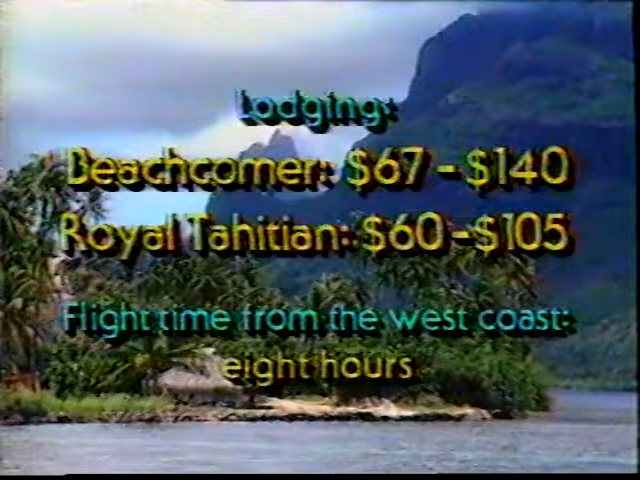 Lodging:
Beachcomer: $67 - $140
Royal Tahitian: $60 - $105
Flight time from the west coast:
eight hours